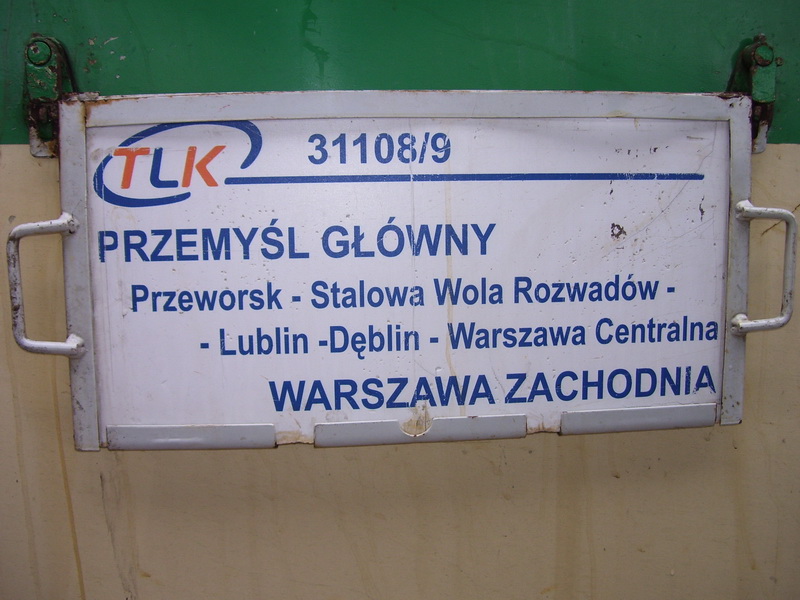 TLK 31108/9
PRZEMYŚL GŁÓWNY
Przeworsk - Stalowa Wola Rozwadów -
- Lublin -Dęblin - Warszawa Centralna
WARSZAWA ZACHODNIA